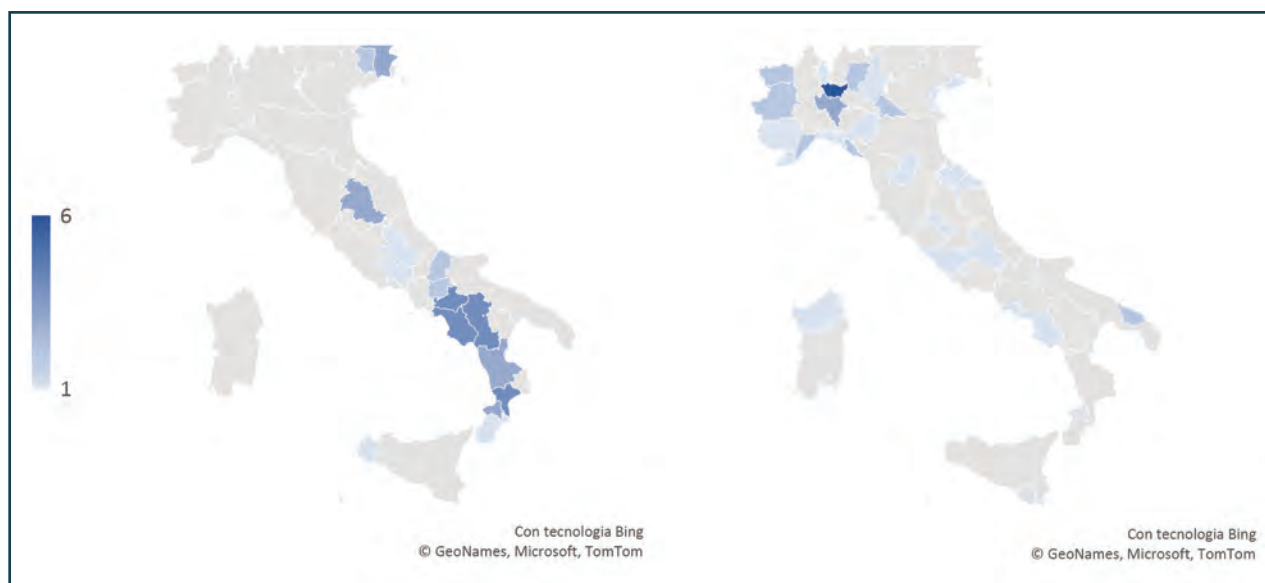 6
1
Con tecnologia Bing
© GeoNames, Microsoft, TomTom
Con tecnologia Bing
© GeoNames, Microsoft, TomTom